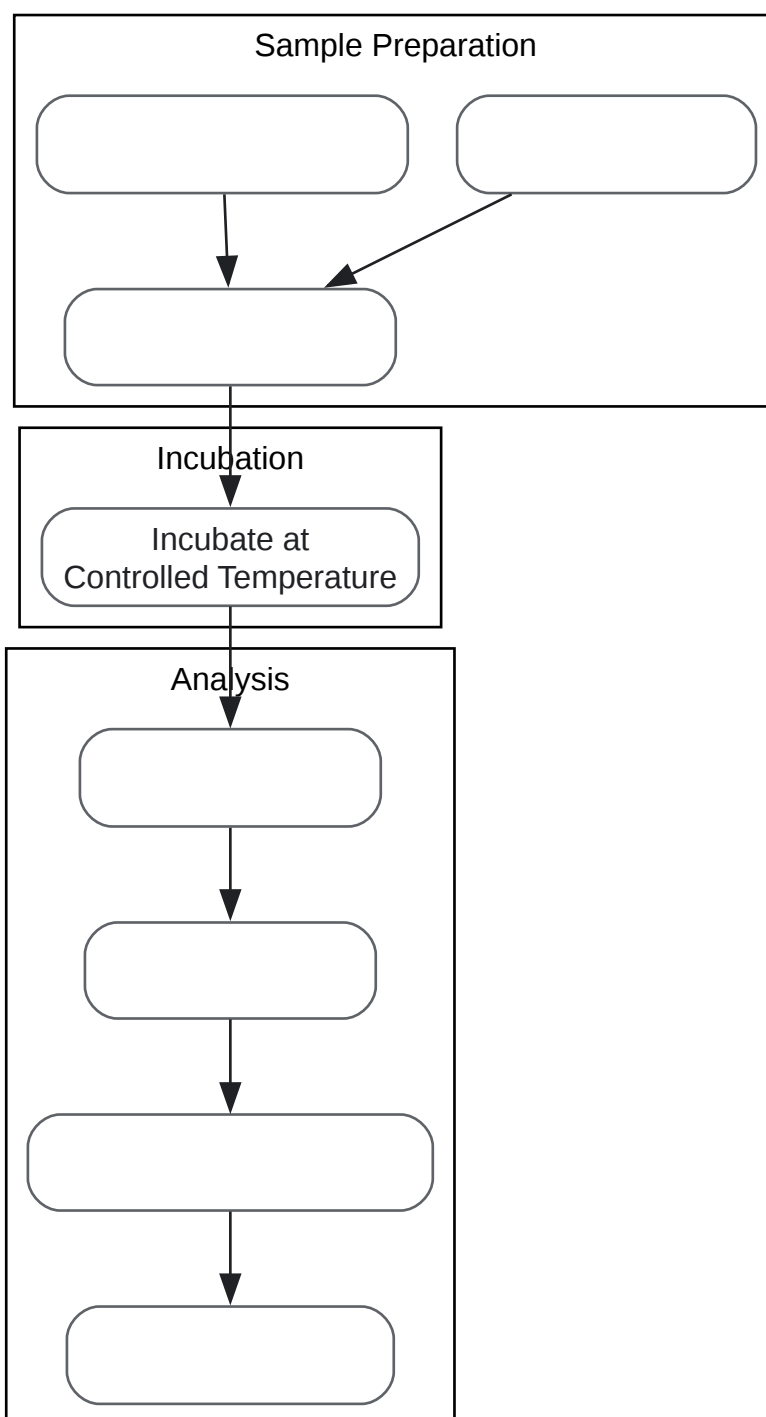 Sample Preparation
Incubation
Incubate at
Controlled Temperature
Analysis